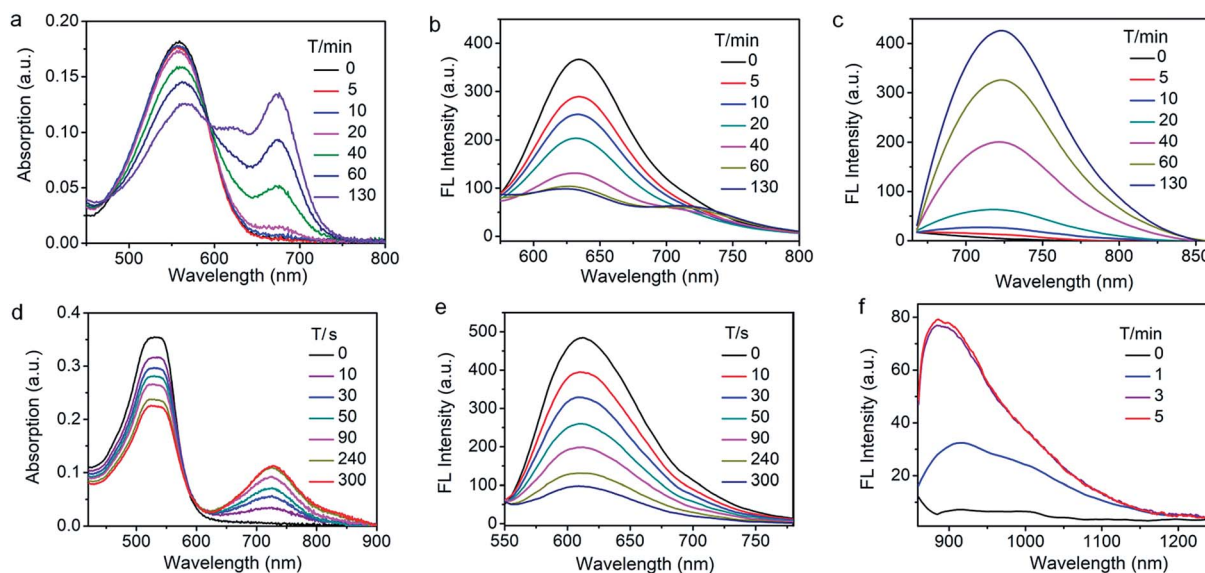 a
0.20
0.15
0.10
0.05
0.00
Absorption (a.u.)
500 600 700 800
Wavelength (nm)
T/min
0
5
10
20
40
60
130
b
400
300
200
100
0
FL Intensity (a.u.)
600 650 700 750 800
Wavelength (nm)
T/min
0
5
10
20
40
60
130
c
400
300
200
100
0
FL Intensity (a.u.)
700 750 800 850
Wavelength (nm)
T/min
0
5
10
20
40
60
130
d
0.4
0.3
0.2
0.1
0.0
Absorption (a.u.)
500 600 700 800 900
Wavelength (nm)
T/s
0
10
30
50
90
240
300
e
500
400
300
200
100
0
FL Intensity (a.u.)
550 600 650 700 750
Wavelength (nm)
T/s
0
10
30
50
90
240
300
f
80
60
40
20
FL Intensity (a.u.)
900 1000 1100 1200
Wavelength (nm)
T/min
0
1
3
5